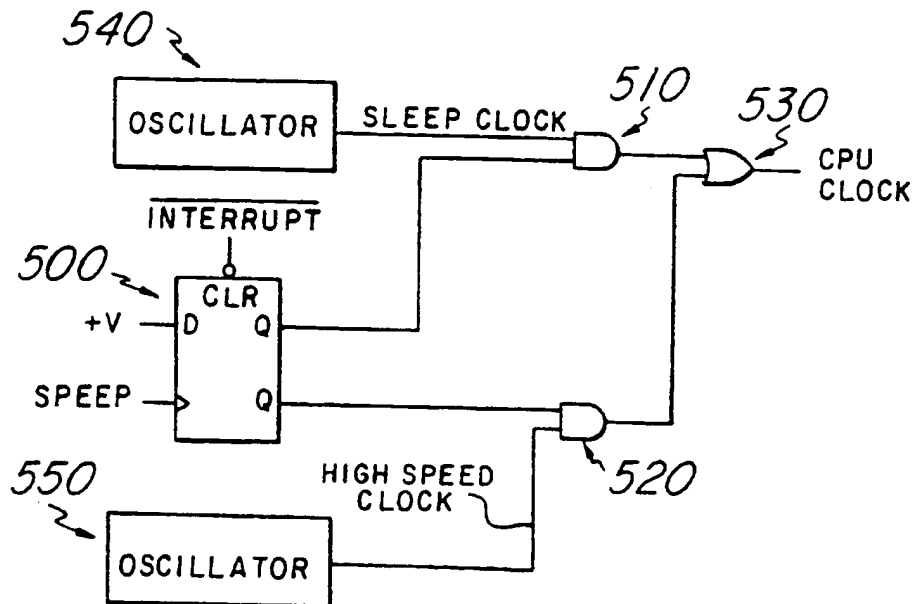 540
OSCILLATOR
SLEEP CLOCK
510
530
CPU
CLOCK
INTERRUPT
500
CLR
+V
D
Q
SPEEP
Q
520
550
HIGH SPEED
CLOCK
OSCILLATOR